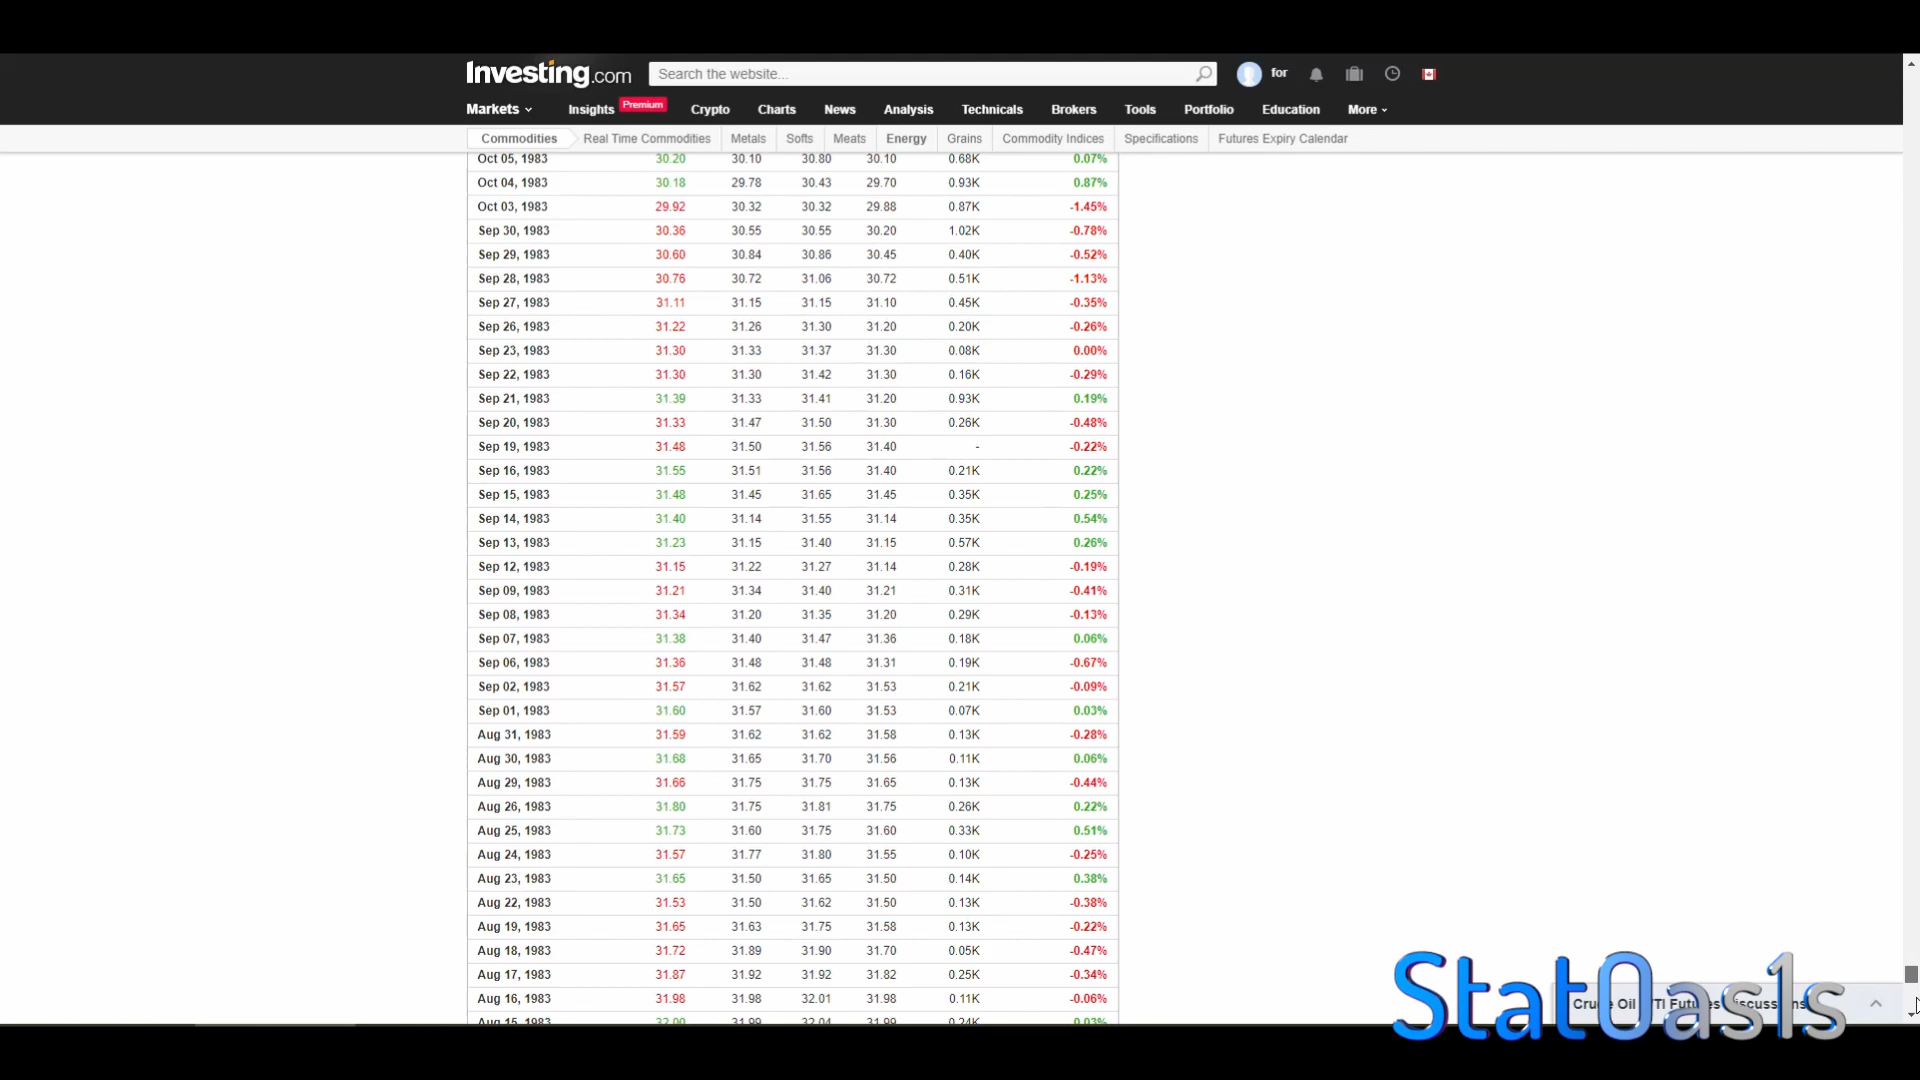 Investing.com Search the website... for
Markets Insights Premium Crypto Charts News Analysis Technicals Brokers Tools Portfolio Education More
Commodities Real Time Commodities Metals Softs Meats Energy Grains Commodity Indices Specifications Futures Expiry Calendar
Oct 05, 1983 30.20 30.10 30.80 30.10 0.68K 0.07%
Oct 04, 1983 30.18 29.78 30.43 29.70 0.93K 0.87%
Oct 03, 1983 29.92 30.32 30.32 29.88 0.87K -1.45%
Sep 30, 1983 30.36 30.55 30.55 30.20 1.02K -0.78%
Sep 29, 1983 30.60 30.84 30.86 30.45 0.40K -0.52%
Sep 28, 1983 30.76 30.72 31.06 30.72 0.51K -1.13%
Sep 27, 1983 31.11 31.15 31.15 31.10 0.45K -0.35%
Sep 26, 1983 31.22 31.26 31.30 31.20 0.20K -0.26%
Sep 23, 1983 31.30 31.33 31.37 31.30 0.08K 0.00%
Sep 22, 1983 31.30 31.30 31.42 31.30 0.16K -0.29%
Sep 21, 1983 31.39 31.33 31.41 31.20 0.93K 0.19%
Sep 20, 1983 31.33 31.47 31.50 31.30 0.26K -0.48%
Sep 19, 1983 31.48 31.50 31.56 31.40 - -0.22%
Sep 16, 1983 31.55 31.51 31.56 31.40 0.21K 0.22%
Sep 15, 1983 31.48 31.45 31.65 31.45 0.35K 0.25%
Sep 14, 1983 31.40 31.14 31.55 31.14 0.35K 0.54%
Sep 13, 1983 31.23 31.15 31.40 31.15 0.57K 0.26%
Sep 12, 1983 31.15 31.22 31.27 31.14 0.28K -0.19%
Sep 09, 1983 31.21 31.34 31.40 31.21 0.31K -0.41%
Sep 08, 1983 31.34 31.20 31.35 31.20 0.29K -0.13%
Sep 07, 1983 31.38 31.40 31.47 31.36 0.18K 0.06%
Sep 06, 1983 31.36 31.48 31.48 31.31 0.19K -0.67%
Sep 02, 1983 31.57 31.62 31.62 31.53 0.21K -0.09%
Sep 01, 1983 31.60 31.57 31.60 31.53 0.07K 0.03%
Aug 31, 1983 31.59 31.62 31.62 31.58 0.13K -0.28%
Aug 30, 1983 31.68 31.65 31.70 31.56 0.11K 0.06%
Aug 29, 1983 31.66 31.75 31.75 31.65 0.13K -0.44%
Aug 26, 1983 31.80 31.75 31.81 31.75 0.26K 0.22%
Aug 25, 1983 31.73 31.60 31.75 31.60 0.33K 0.51%
Aug 24, 1983 31.57 31.77 31.80 31.55 0.10K -0.25%
Aug 23, 1983 31.65 31.50 31.65 31.50 0.14K 0.38%
Aug 22, 1983 31.53 31.50 31.62 31.50 0.13K -0.38%
Aug 19, 1983 31.65 31.63 31.75 31.58 0.13K -0.22%
Aug 18, 1983 31.72 31.89 31.90 31.70 0.05K -0.47%
Aug 17, 1983 31.87 31.92 31.92 31.82 0.25K -0.34%
Aug 16, 1983 31.98 31.98 32.01 31.98 0.11K -0.06%
Aug 15, 1983 32.00 31.99 32.04 31.99 0.24K 0.03%
StatOas1s